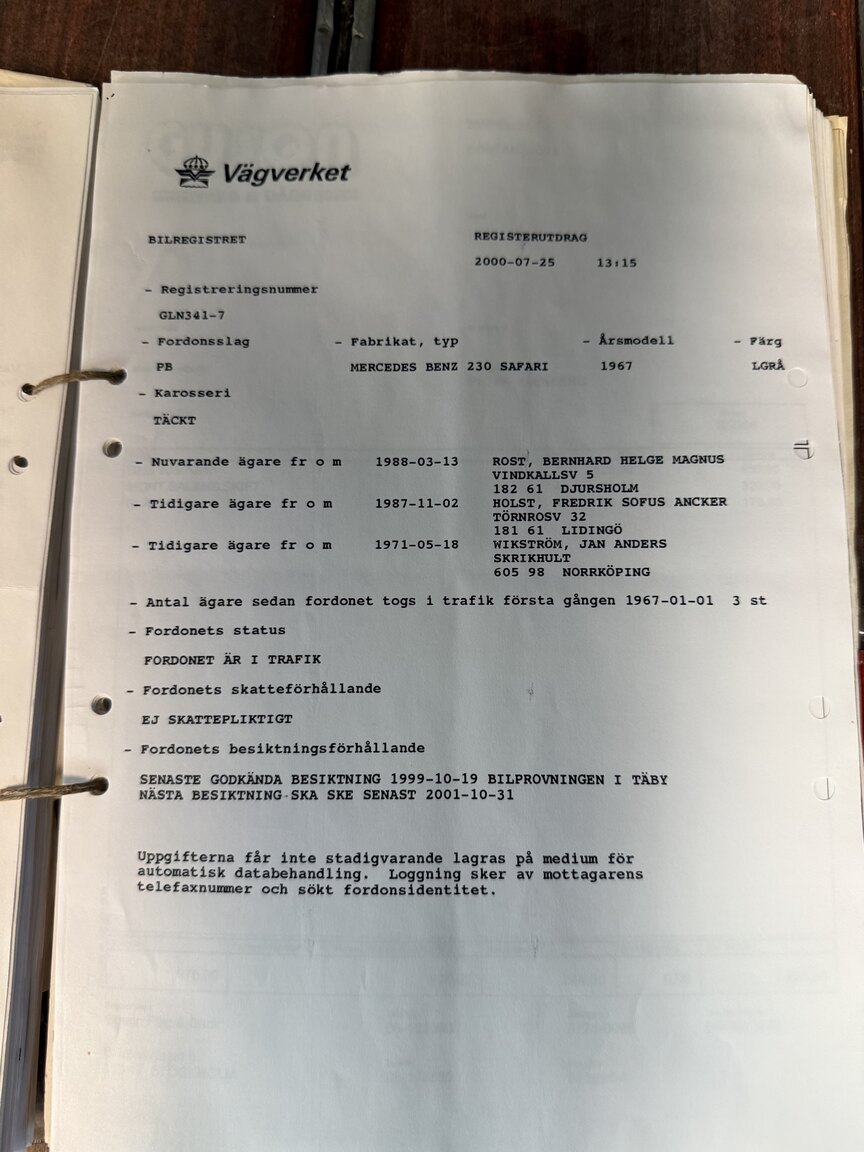 Vägverket
BILREGISTRET REGISTERUTDRAG
2000-07-25 13:15
- Registreringsnummer
GLN341-7
- Fordonsslag - Fabrikat, typ - Årsmodell - Färg
PB MERCEDES BENZ 230 SAFARI 1967 LGRÅ
- Karosseri
TÄCKT
- Nuvarande ägare fr o m 1988-03-13 ROST, BERNHARD HELGE MAGNUS
VINDKALLSV 5
182 61 DJURSHOLM
- Tidigare ägare fr o m 1987-11-02 HOLST, FREDRIK SOFUS ANCKER
TÖRNROSV 32
181 61 LIDINGÖ
- Tidigare ägare fr o m 1971-05-18 WIKSTRÖM, JAN ANDERS
SKRIKHULT
605 98 NORRKÖPING
- Antal ägare sedan fordonet togs i trafik första gången 1967-01-01 3 st
- Fordonets status
FORDONET ÄR I TRAFIK
- Fordonets skatteförhållande
EJ SKATTEPLIKTIGT
- Fordonets besiktningsförhållande
SENASTE GODKÄNDA BESIKTNING 1999-10-19 BILPROVNINGEN I TÄBY
NÄSTA BESIKTNING SKA SKE SENAST 2001-10-31
Uppgifterna får inte stadigvarande lagras på medium för
automatisk databehandling. Loggning sker av mottagarens
telefaxnummer och sökt fordonsidentitet.